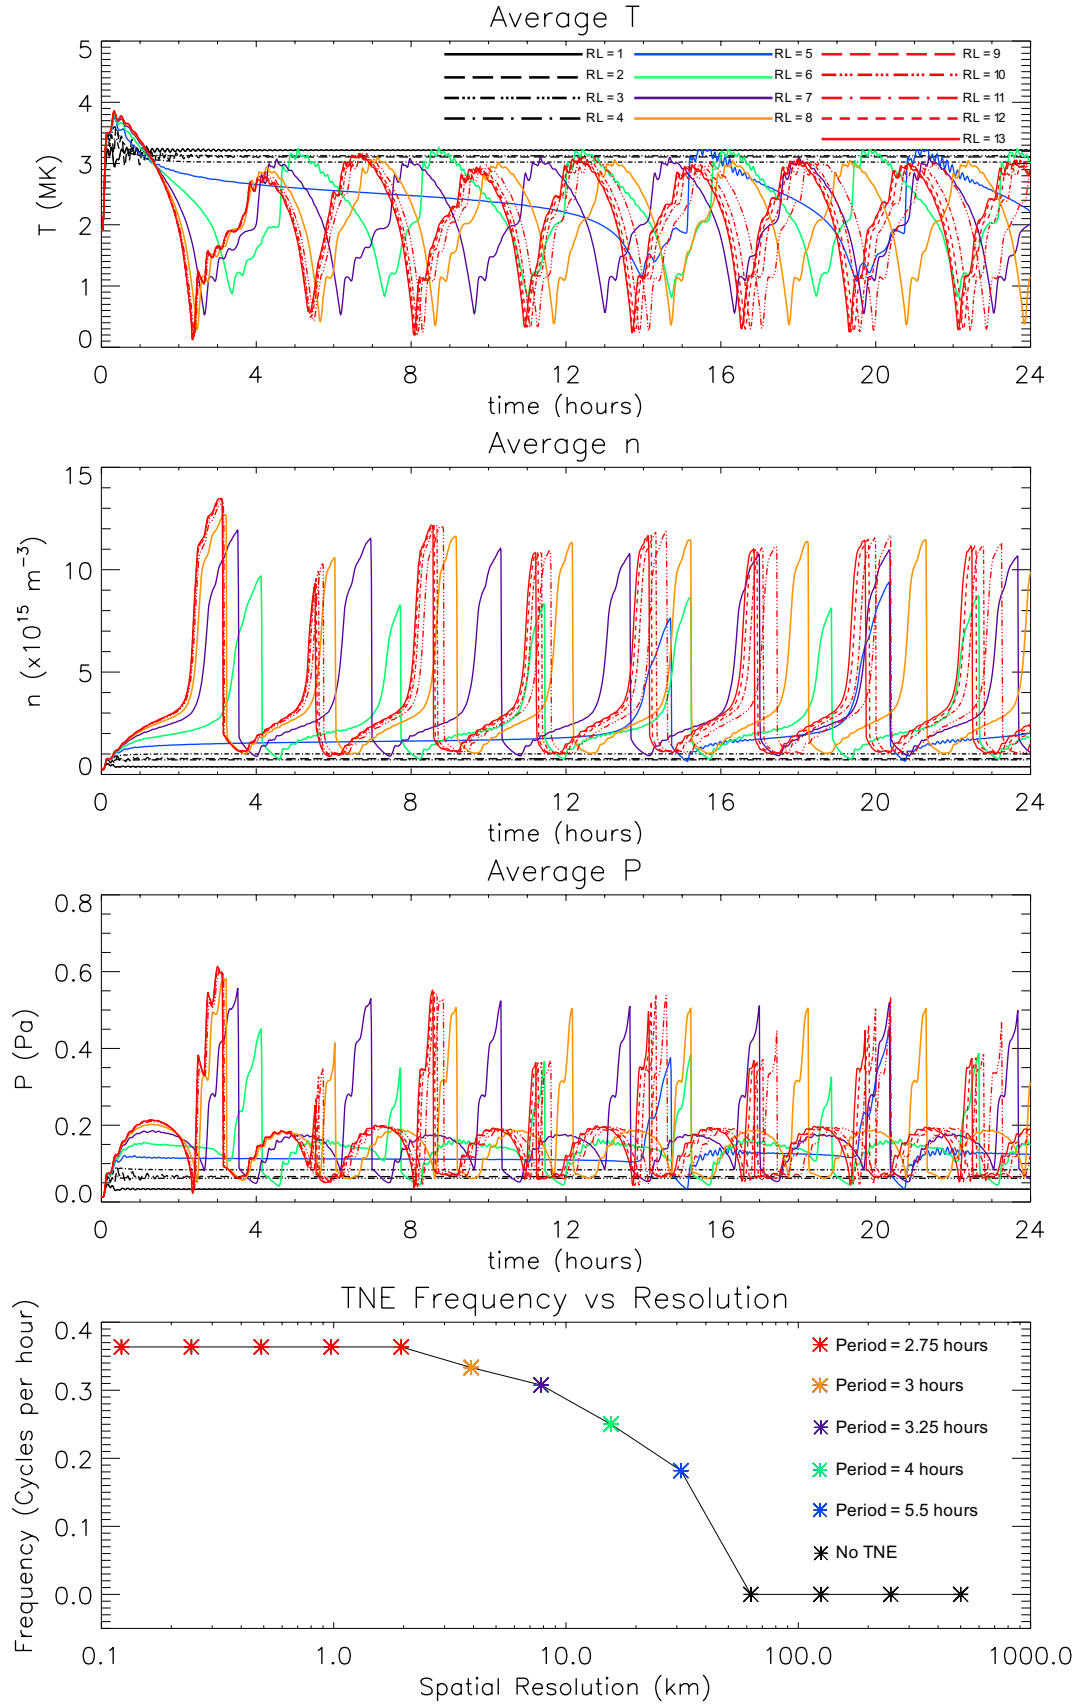 Average T
RL = 1 RL = 5 RL = 9
RL = 2 RL = 6 RL = 10
RL = 3 RL = 7 RL = 11
RL = 4 RL = 8 RL = 12
RL = 13
T (MK)
5
4
3
2
1
0
0 4 8 12 16 20 24
time (hours)
Average n
n (x10^15 m^-3)
15
10
5
0
0 4 8 12 16 20 24
time (hours)
Average P
P (Pa)
0.8
0.6
0.4
0.2
0.0
0 4 8 12 16 20 24
time (hours)
TNE Frequency vs Resolution
Frequency (Cycles per hour)
0.4
0.3
0.2
0.1
0.0
Period = 2.75 hours
Period = 3 hours
Period = 3.25 hours
Period = 4 hours
Period = 5.5 hours
No TNE
0.1 1.0 10.0 100.0 1000.0
Spatial Resolution (km)